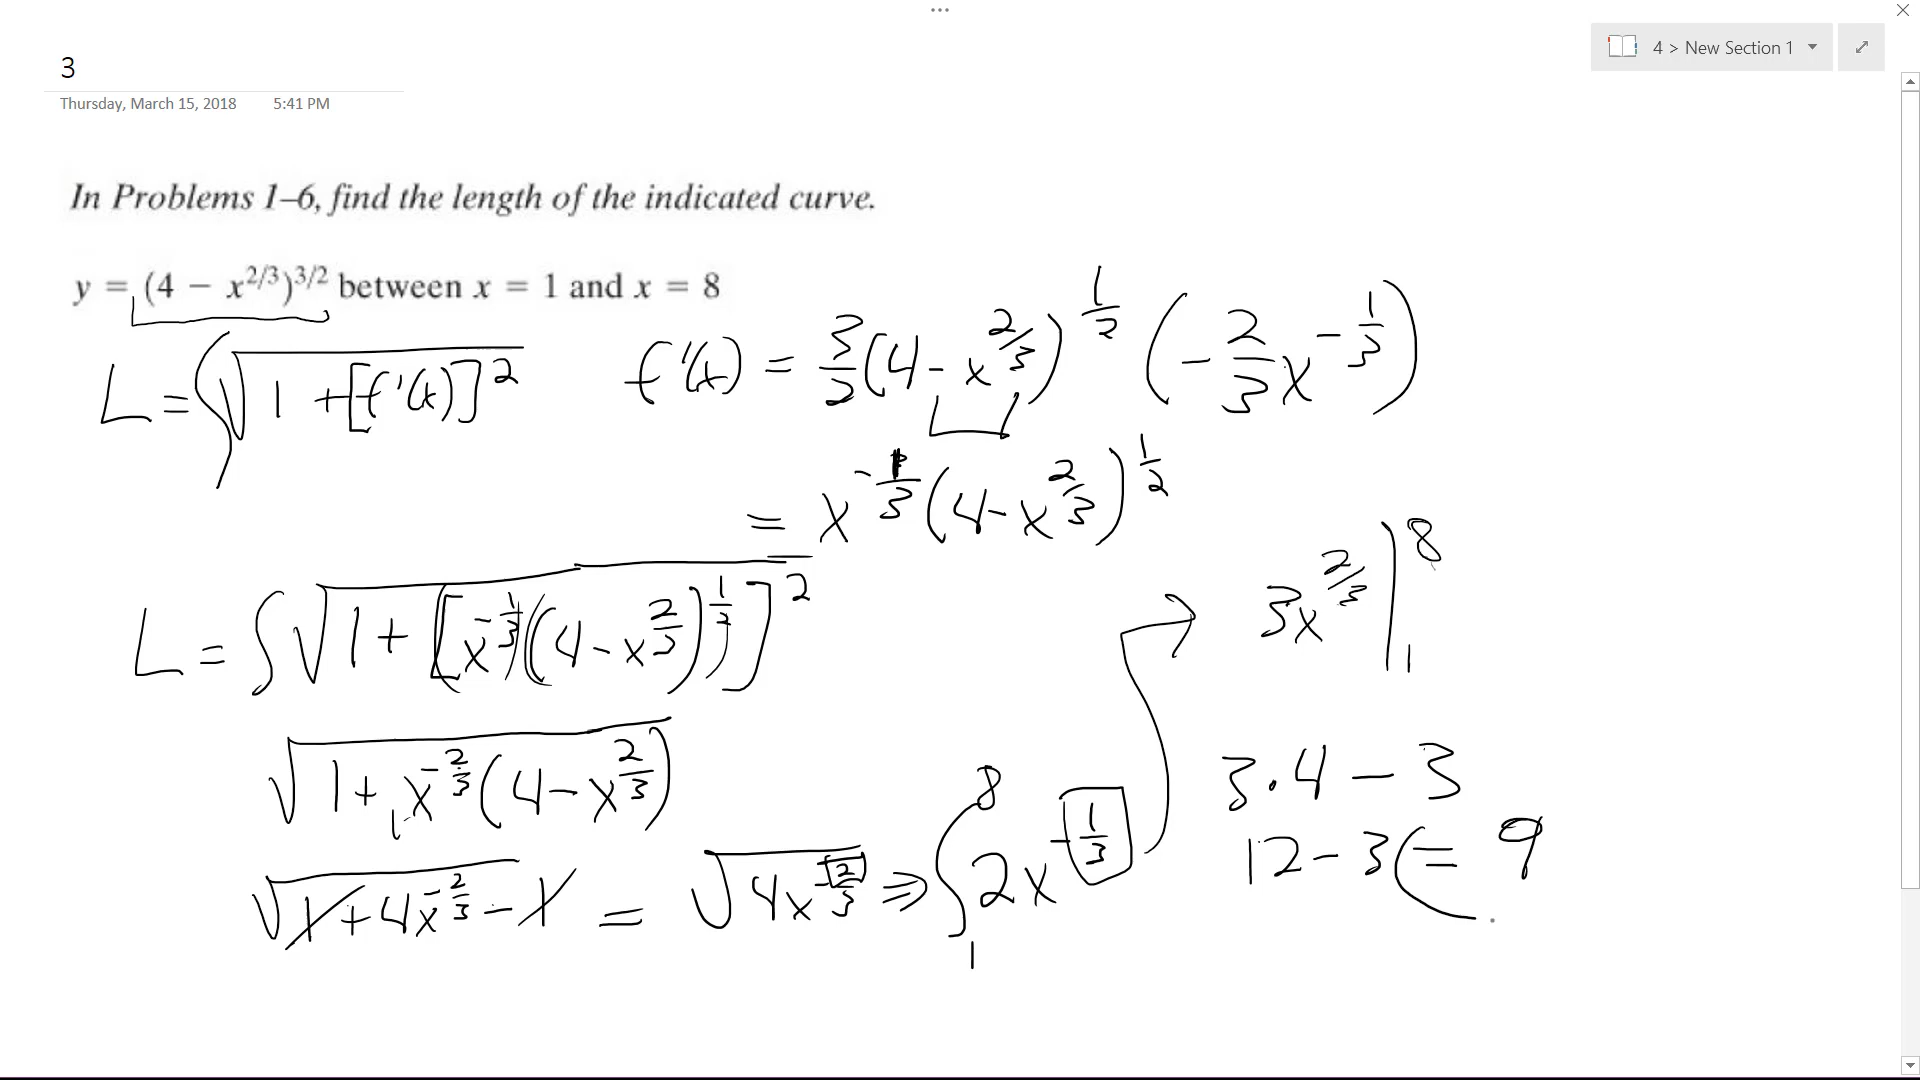 ...
4 > New Section 1
3
Thursday, March 15, 2018 5:41 PM
In Problems 1–6, find the length of the indicated curve.
y = (4 − x^{2/3})^{3/2} between x = 1 and x = 8
L = ∫√(1 + [f'(x)]^2)
f'(x) = 3/2 (4 - x^{2/3})^{1/2} (-2/3 x^{-1/3})
= x^{-1/3} (4 - x^{2/3})^{1/2}
L = ∫√(1 + [x^{-1/3} (4 - x^{2/3})^{1/2}]^2)
√(1 + x^{-2/3} (4 - x^{2/3}))
√(1 + 4x^{-2/3} - 1) = √(4x^{-2/3}) ⇒ ∫_1^8 2x^{-1/3}
3x^{2/3} |_1^8
3·4 - 3
12 - 3 = 9